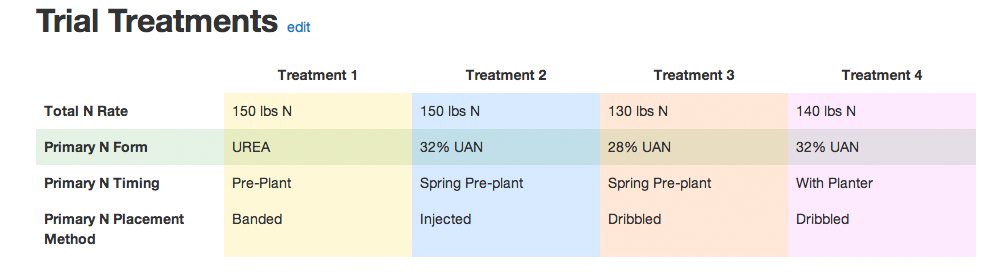 Trial Treatments edit
Treatment 1 Treatment 2 Treatment 3 Treatment 4
Total N Rate 150 lbs N 150 lbs N 130 lbs N 140 lbs N
Primary N Form UREA 32% UAN 28% UAN 32% UAN
Primary N Timing Pre-Plant Spring Pre-plant Spring Pre-plant With Planter
Primary N Placement Banded Injected Dribbled Dribbled
Method